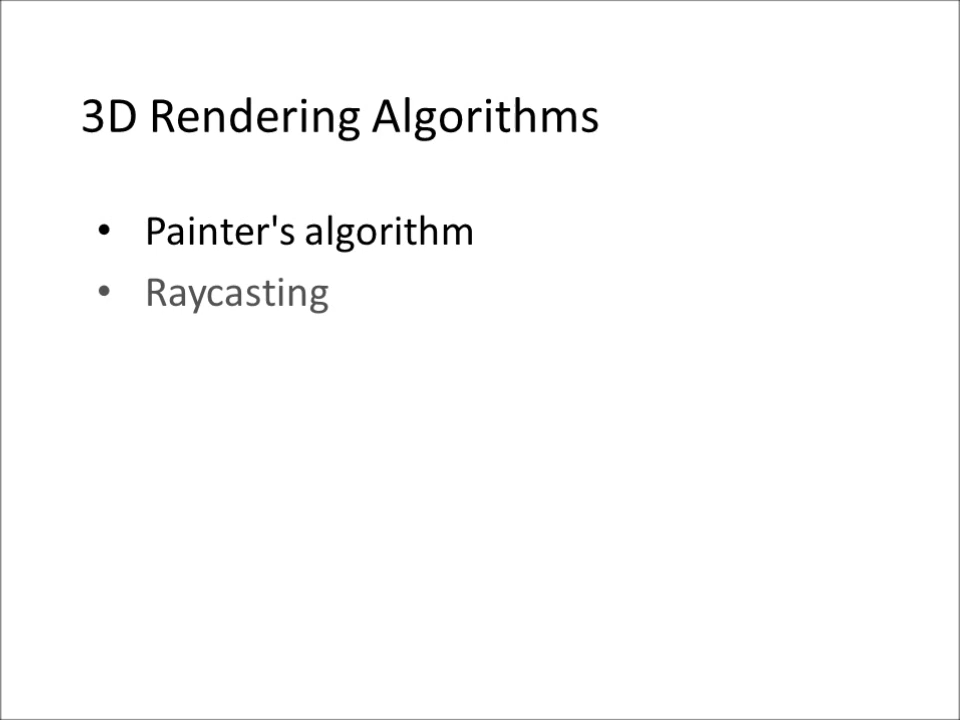 3D Rendering Algorithms
• Painter's algorithm
• Raycasting